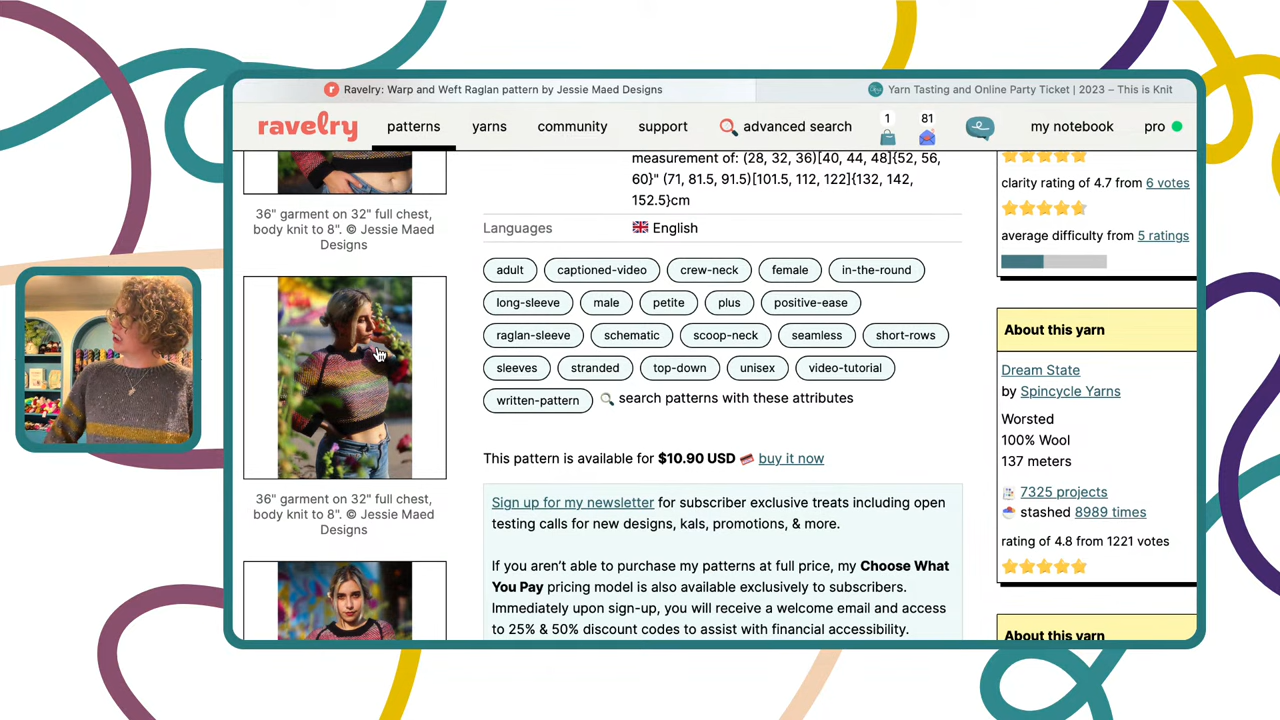 Ravelry: Warp and Weft Raglan pattern by Jessie Maed Designs
Yarn Tasting and Online Party Ticket | 2023 – This is Knit
ravelry
patterns
yarns
community
support
advanced search
1
81
my notebook
pro
36" garment on 32" full chest,
body knit to 8". © Jessie Maed
Designs
36" garment on 32" full chest,
body knit to 8". © Jessie Maed
Designs
measurement of: (28, 32, 36)[40, 44, 48]{52, 56,
60}" (71, 81.5, 91.5)[101.5, 112, 122]{132, 142,
152.5}cm
Languages
English
adult captioned-video crew-neck female in-the-round
long-sleeve male petite plus positive-ease
raglan-sleeve schematic scoop-neck seamless short-rows
sleeves stranded top-down unisex video-tutorial
written-pattern search patterns with these attributes
This pattern is available for $10.90 USD buy it now
Sign up for my newsletter for subscriber exclusive treats including open
testing calls for new designs, kals, promotions, & more.
If you aren’t able to purchase my patterns at full price, my Choose What
You Pay pricing model is also available exclusively to subscribers.
Immediately upon sign-up, you will receive a welcome email and access
to 25% & 50% discount codes to assist with financial accessibility.
clarity rating of 4.7 from 6 votes
average difficulty from 5 ratings
About this yarn
Dream State
by Spincycle Yarns
Worsted
100% Wool
137 meters
7325 projects
stashed 8989 times
rating of 4.8 from 1221 votes
About this yarn